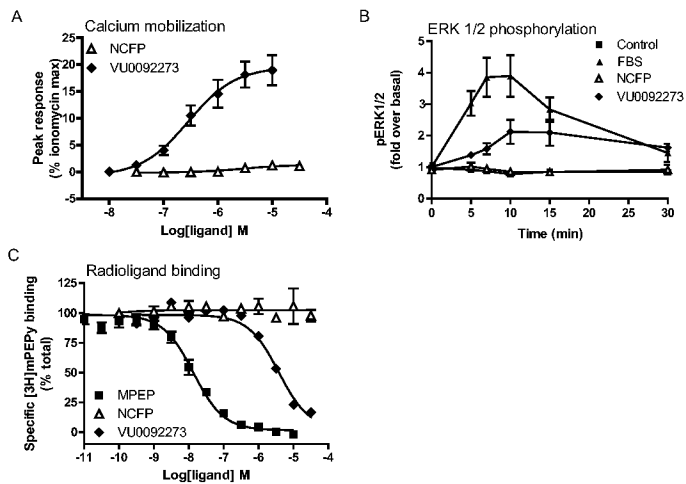 A
Calcium mobilization
NCFP
VU0092273
Peak response
(% ionomycin max)
25
20
15
10
5
0
-5
-8 -7 -6 -5 -4
Log[ligand] M
B
ERK 1/2 phosphorylation
Control
FBS
NCFP
VU0092273
pERK1/2
(fold over basal)
5
4
3
2
1
0
0 5 10 15 20 25 30
Time (min)
C
Radioligand binding
Specific [3H]mPEPy binding
(% total)
125
100
75
50
25
0
MPEP
NCFP
VU0092273
-11 -10 -9 -8 -7 -6 -5 -4
Log[ligand] M